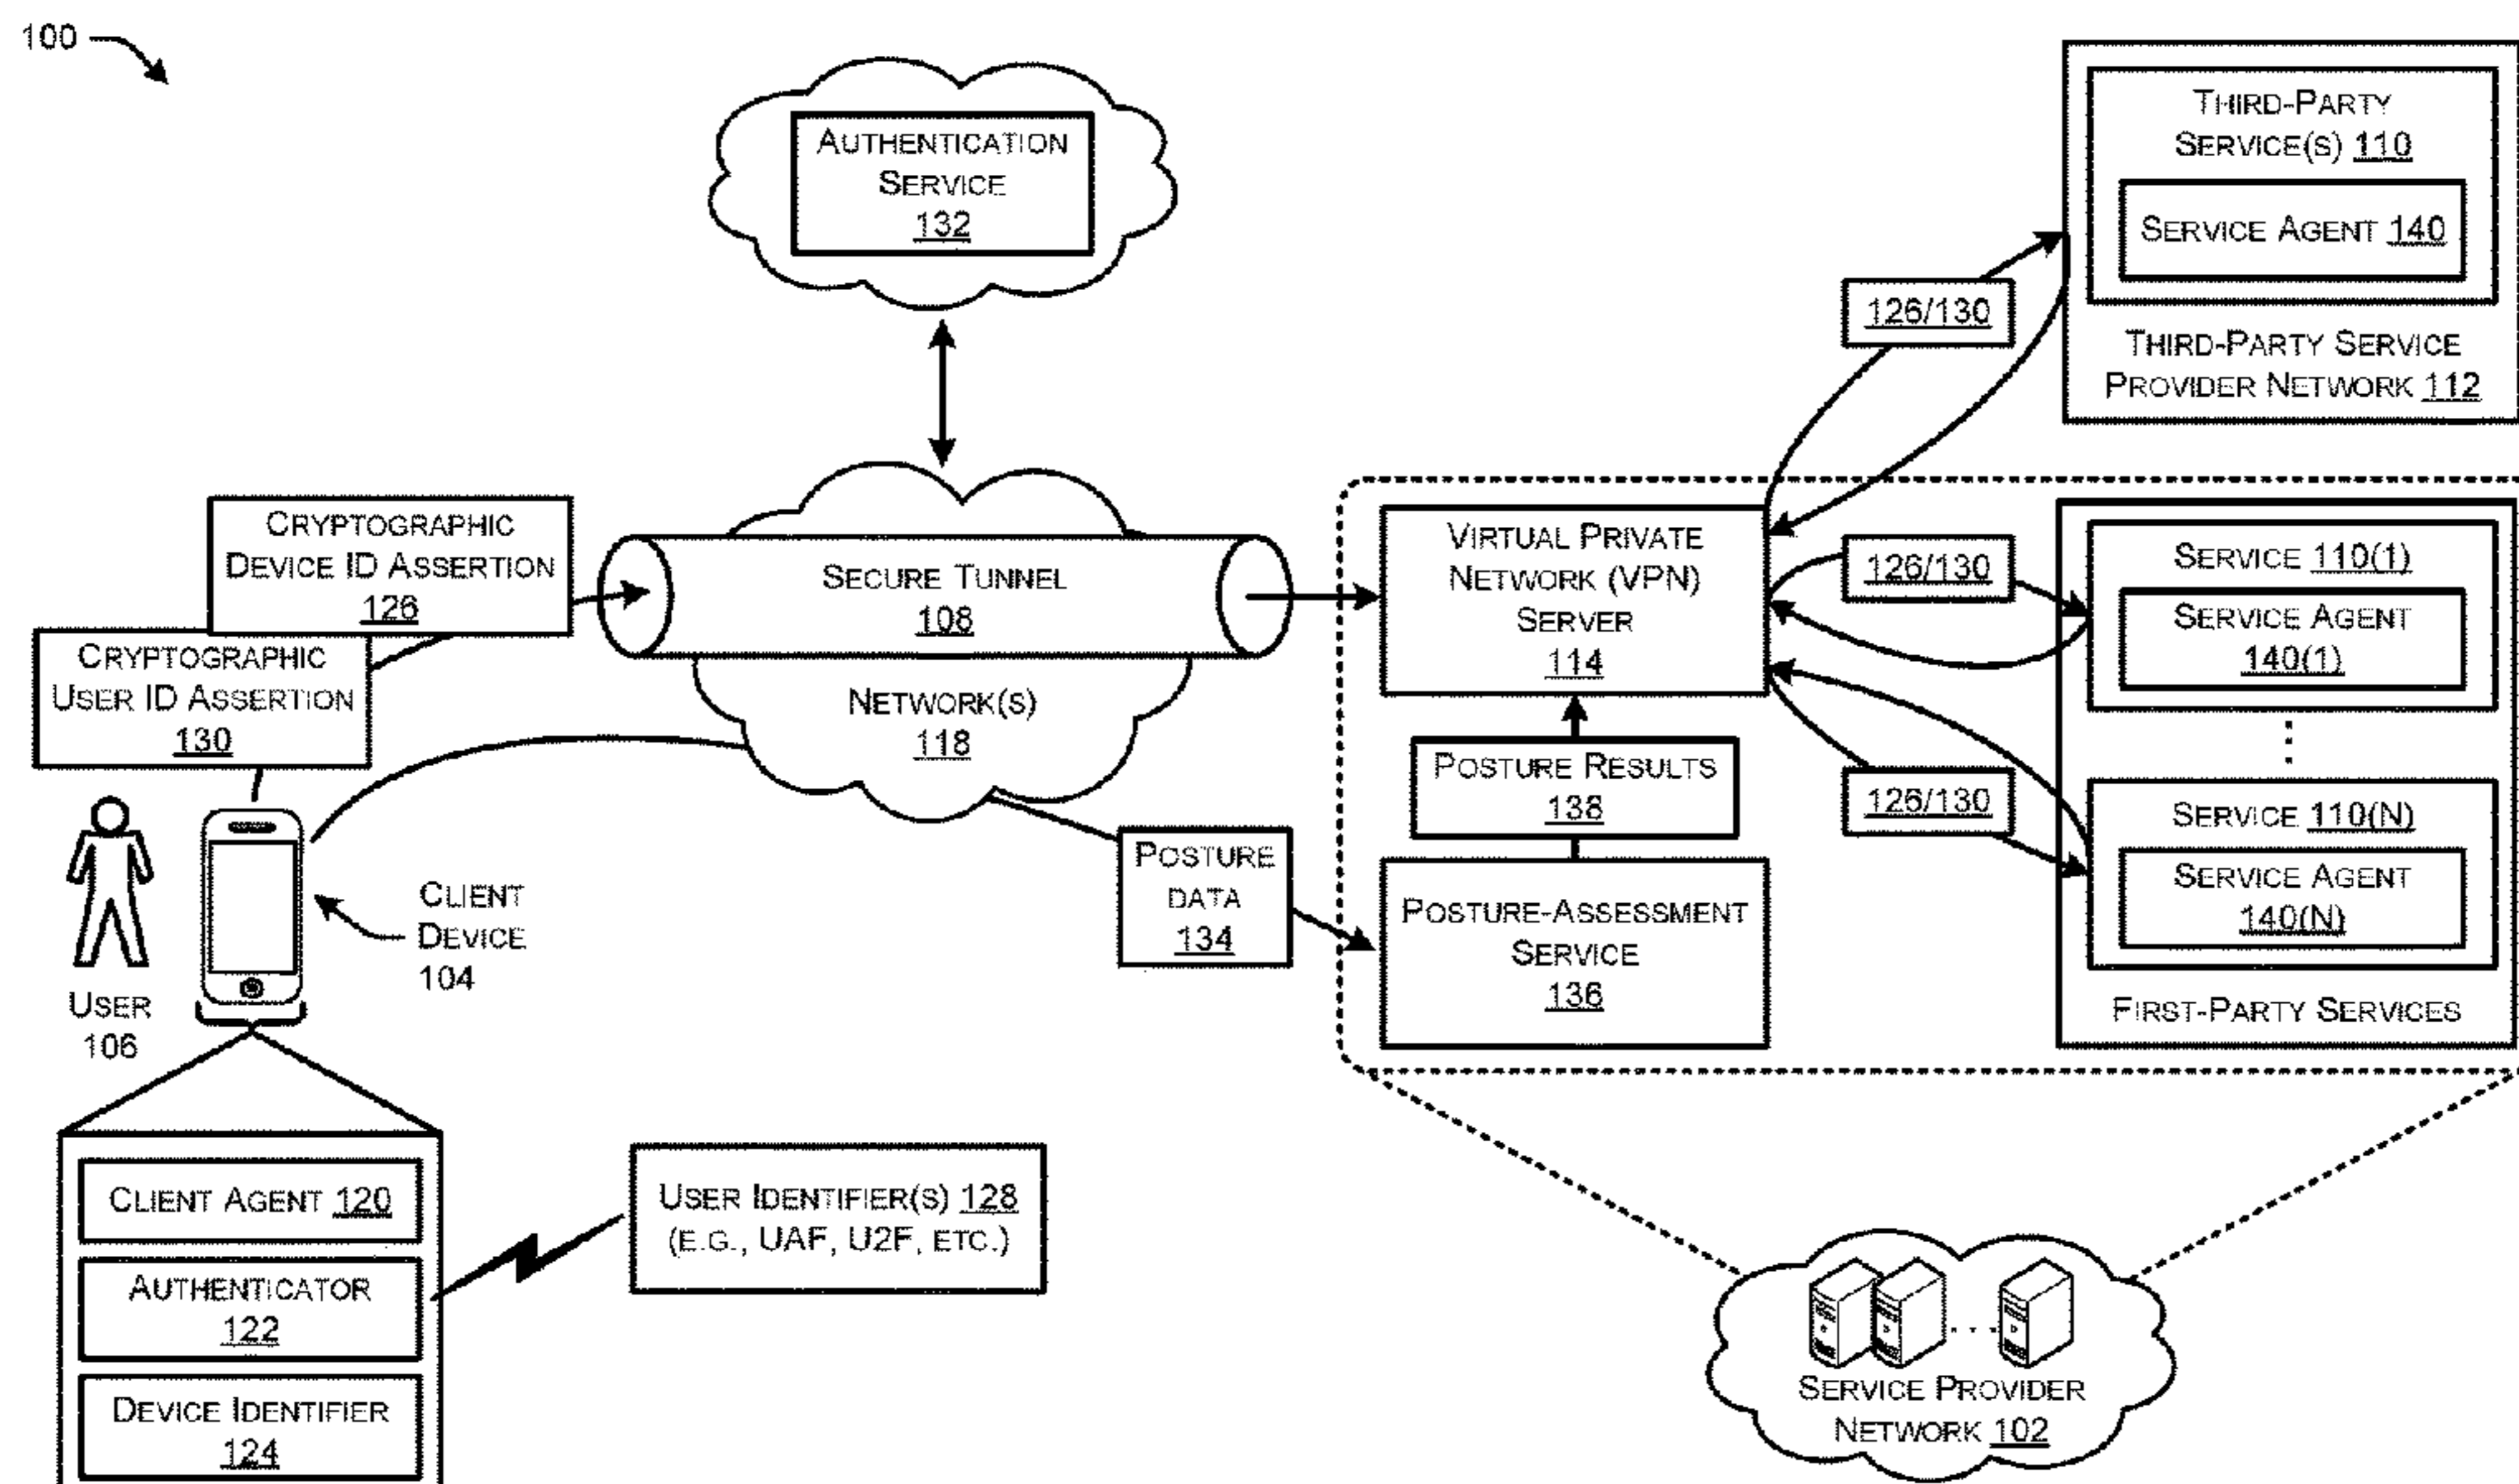 100
AUTHENTICATION
SERVICE
132
THIRD-PARTY
SERVICE(S) 110
SERVICE AGENT 140
THIRD-PARTY SERVICE
PROVIDER NETWORK 112
126/130
CRYPTOGRAPHIC
DEVICE ID ASSERTION
126
CRYPTOGRAPHIC
USER ID ASSERTION
130
SECURE TUNNEL
108
NETWORK(S)
118
VIRTUAL PRIVATE
NETWORK (VPN)
SERVER
114
126/130
SERVICE 110(1)
SERVICE AGENT
140(1)
POSTURE RESULTS
138
126/130
SERVICE 110(N)
SERVICE AGENT
140(N)
FIRST-PARTY SERVICES
POSTURE
DATA
134
POSTURE-ASSESSMENT
SERVICE
136
USER
106
CLIENT
DEVICE
104
CLIENT AGENT 120
AUTHENTICATOR
122
DEVICE IDENTIFIER
124
USER IDENTIFIER(S) 128
(E.G., UAF, U2F, ETC.)
SERVICE PROVIDER
NETWORK 102